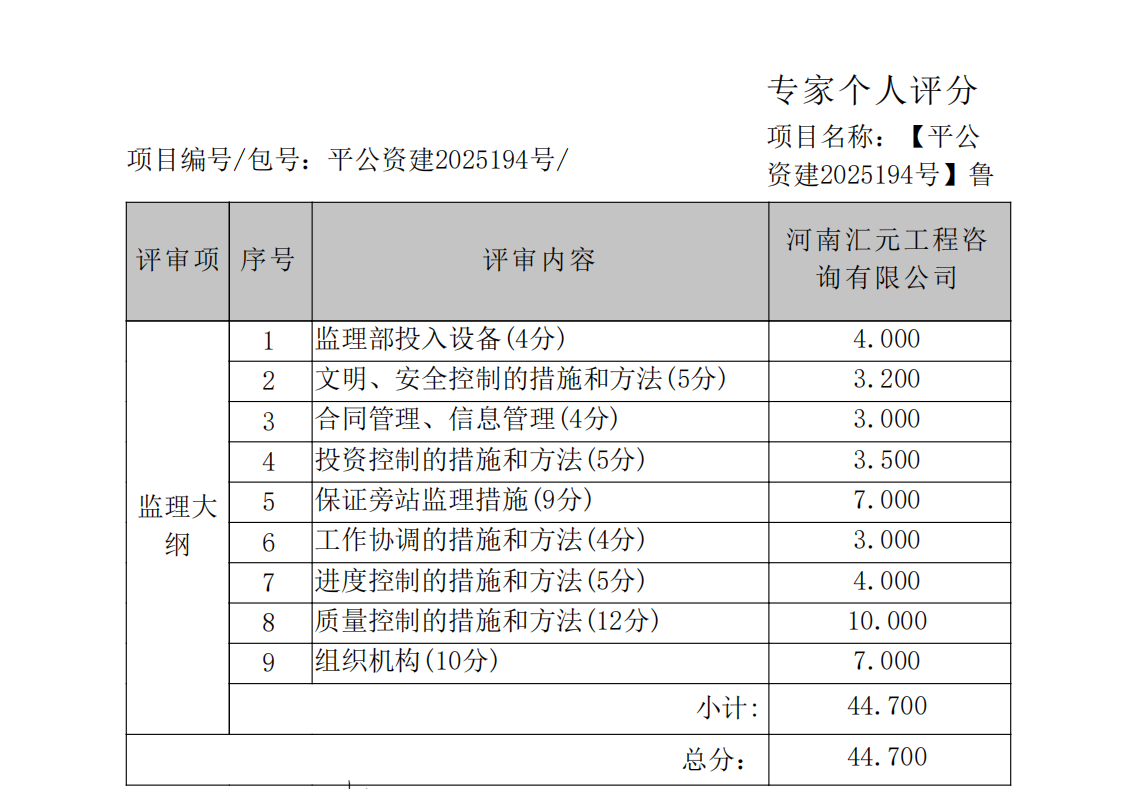 专家个人评分
项目编号/包号：平公资建2025194号/
项目名称：【平公
资建2025194号】鲁
评审项 序号 评审内容 河南汇元工程咨
询有限公司
监理大
纲
1 监理部投入设备(4分) 4.000
2 文明、安全控制的措施和方法(5分) 3.200
3 合同管理、信息管理(4分) 3.000
4 投资控制的措施和方法(5分) 3.500
5 保证旁站监理措施(9分) 7.000
6 工作协调的措施和方法(4分) 3.000
7 进度控制的措施和方法(5分) 4.000
8 质量控制的措施和方法(12分) 10.000
9 组织机构(10分) 7.000
小计: 44.700
总分： 44.700